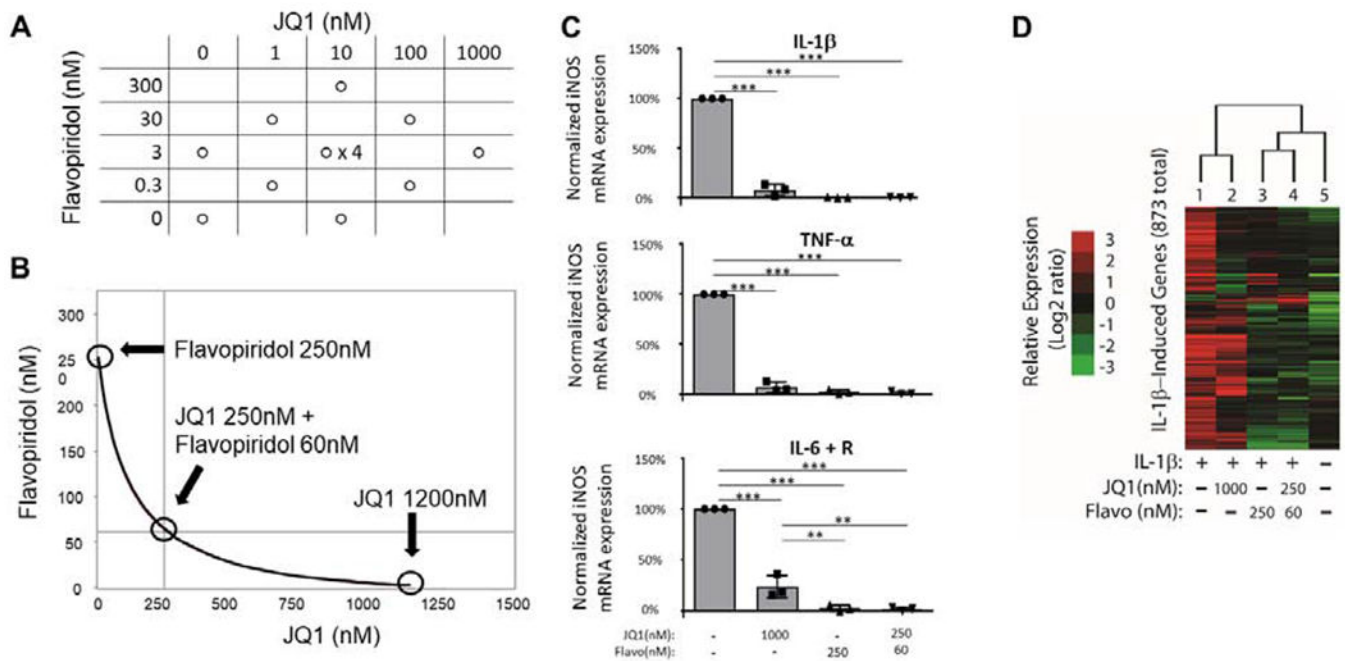 A
JQ1 (nM)
0 1 10 100 1000
Flavopiridol (nM)
300
30
3 x 4
0.3
0
B
Flavopiridol (nM)
300
25
0
200
150
100
50
0
Flavopiridol 250nM
JQ1 250nM +
Flavopiridol 60nM
JQ1 1200nM
0 250 500 750 1000 1250 1500
JQ1 (nM)
C
IL-1β
Normalized iNOS
mRNA expression
150%
100%
50%
0%
***
***
***
TNF-α
Normalized iNOS
mRNA expression
150%
100%
50%
0%
***
***
***
IL-6 + R
Normalized iNOS
mRNA expression
150%
100%
50%
0%
***
***
***
**
**
JQ1(nM): - 1000 - 250
Flavo(nM): - - 250 60
D
1 2 3 4 5
Relative Expression
(Log2 ratio)
3
2
1
0
-1
-2
-3
IL-1β–Induced Genes (873 total)
IL-1β: + + + + –
JQ1(nM): – 1000 – 250 –
Flavo (nM): – – 250 60 –